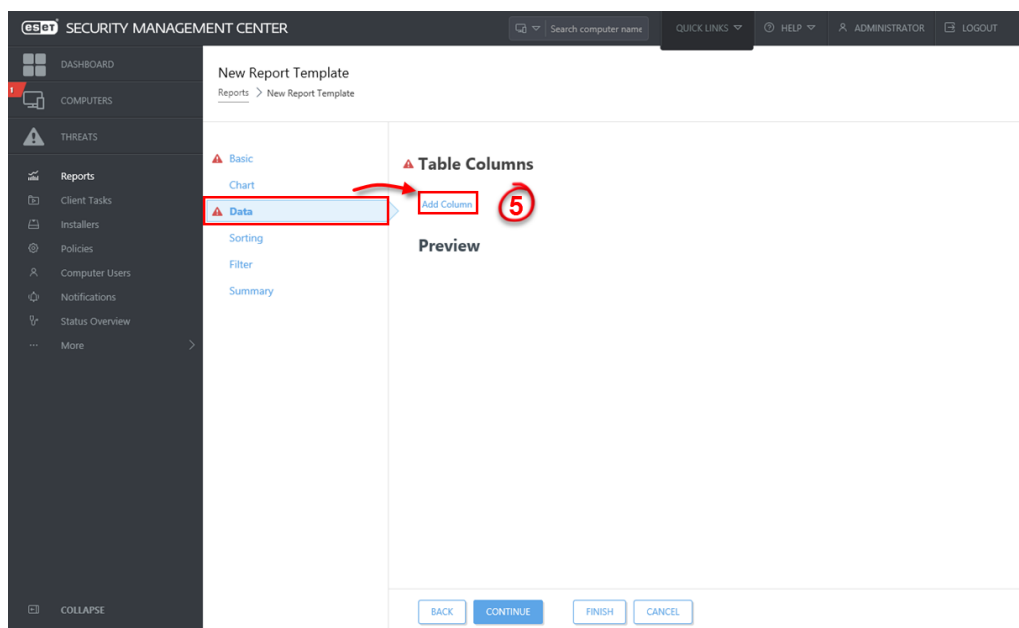 eset SECURITY MANAGEMENT CENTER
Search computer name
QUICK LINKS
HELP
ADMINISTRATOR
LOGOUT
DASHBOARD
1
COMPUTERS
THREATS
Reports
Client Tasks
Installers
Policies
Computer Users
Notifications
Status Overview
More
COLLAPSE
New Report Template
Reports > New Report Template
Basic
Chart
Data
Sorting
Filter
Summary
Table Columns
Add Column
5
Preview
BACK
CONTINUE
FINISH
CANCEL